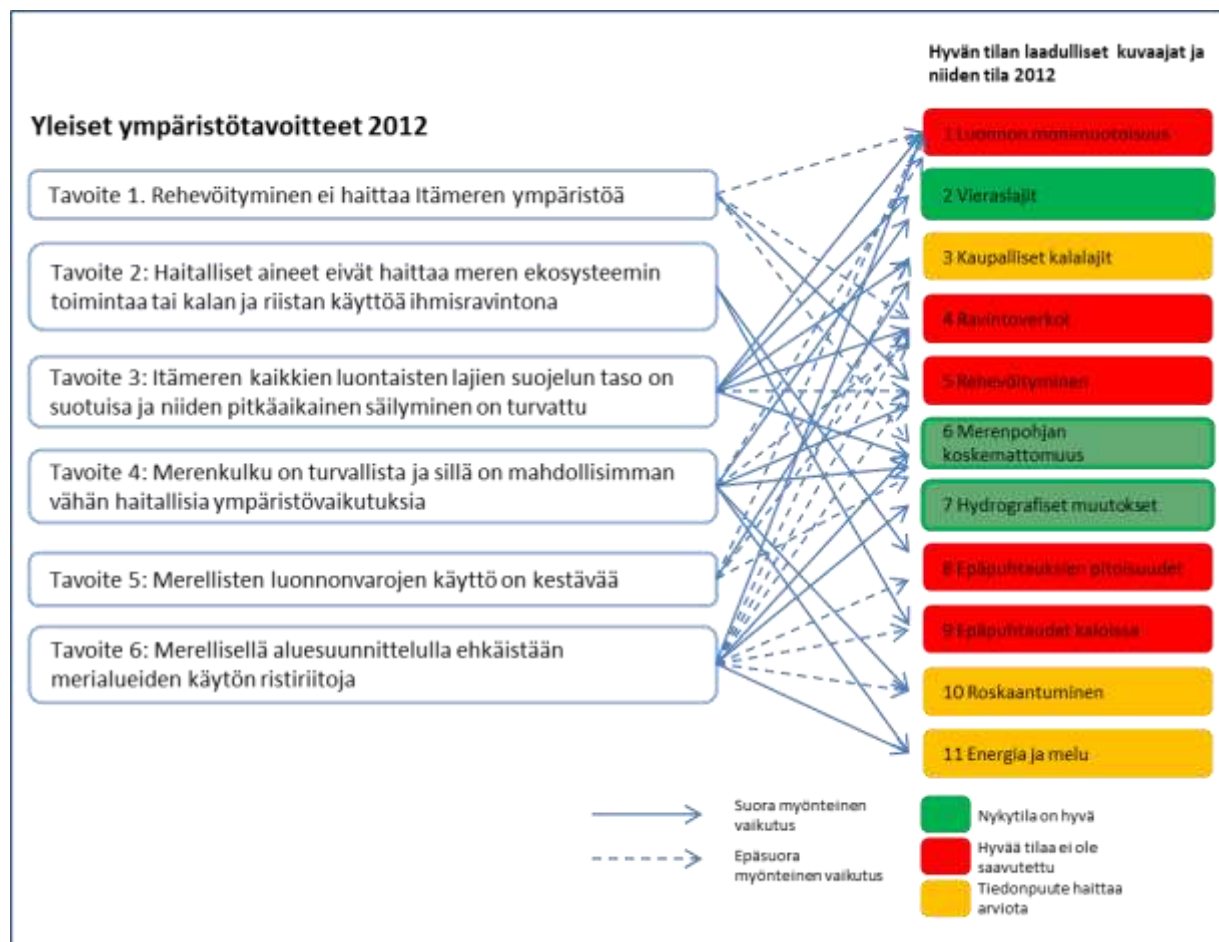 Hyvän tilan laadulliset kuvaajat ja
niiden tila 2012
Yleiset ympäristötavoitteet 2012
Tavoite 1. Rehevöityminen ei haittaa Itämeren ympäristöä
Tavoite 2: Haitalliset aineet eivät haittaa meren ekosysteemin
toimintaa tai kalan ja riistan käyttöä ihmisravintona
Tavoite 3: Itämeren kaikkien luontaisten lajien suojelun taso on
suotuisa ja niiden pitkäaikainen säilyminen on turvattu
Tavoite 4: Merenkulku on turvallista ja sillä on mahdollisimman
vähän haitallisia ympäristövaikutuksia
Tavoite 5: Merellisten luonnonvarojen käyttö on kestävää
Tavoite 6: Merellisellä aluesuunnittelulla ehkäistään
merialueiden käytön ristiriitoja
1 Luonnon monimuotoisuus
2 Vieraslajit
3 Kaupalliset kalalajit
4 Ravintoverkot
5 Rehevöityminen
6 Merenpohjan
koskemattomuus
7 Hydrografiset muutokset
8 Epäpuhtauksien pitoisuudet
9 Epäpuhtaudet kaloissa
10 Roskaantuminen
11 Energia ja melu
Suora myönteinen
vaikutus
Epäsuora
myönteinen vaikutus
Nykytila on hyvä
Hyvää tilaa ei ole
saavutettu
Tiedonpuute haittaa
arviota